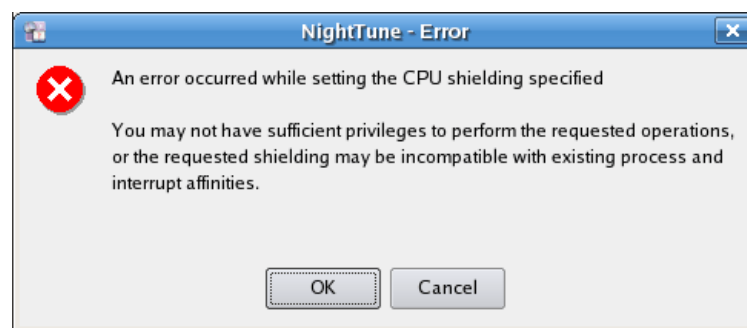 NightTune - Error
An error occurred while setting the CPU shielding specified
You may not have sufficient privileges to perform the requested operations,
or the requested shielding may be incompatible with existing process and
interrupt affinities.
OK
Cancel